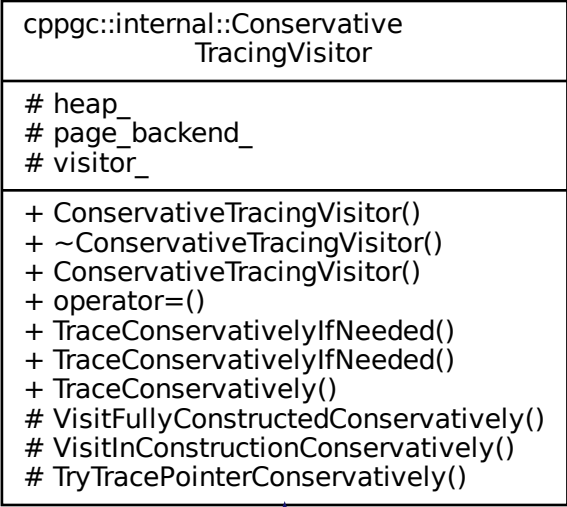 cppgc::internal::Conservative
TracingVisitor
# heap_
# page_backend_
# visitor_
+ ConservativeTracingVisitor()
+ ~ConservativeTracingVisitor()
+ ConservativeTracingVisitor()
+ operator=()
+ TraceConservativelyIfNeeded()
+ TraceConservativelyIfNeeded()
+ TraceConservatively()
# VisitFullyConstructedConservatively()
# VisitInConstructionConservatively()
# TryTracePointerConservatively()